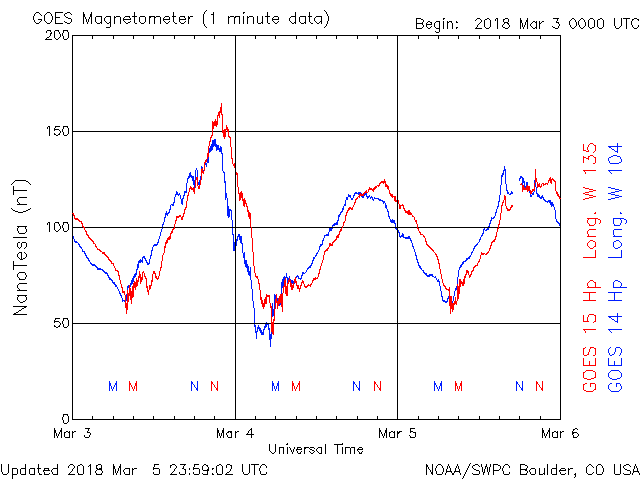 GOES Magnetometer (1 minute data)
Begin: 2018 Mar 3 0000 UTC
200
150
100
50
0
NanoTesla (nT)
M M N N M M N N M M N N
Mar 3 Mar 4 Mar 5 Mar 6
Universal Time
GOES 15 Hp Long. W 135
GOES 14 Hp Long. W 104
Updated 2018 Mar 5 23:59:02 UTC
NOAA/SWPC Boulder, CO USA